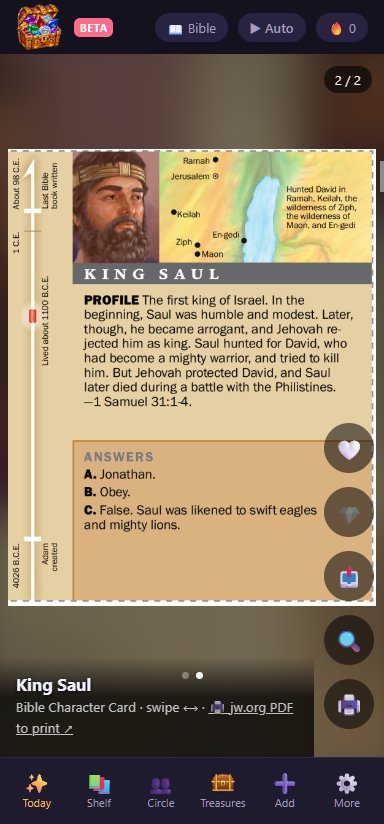 BETA
Bible
Auto
0
2 / 2
About 98 C.E.
Last Bible
book written
1 C.E.
Lived about 1100 B.C.E.
4026 B.C.E.
Adam
created
Ramah
Jerusalem
Keilah
En-gedi
Ziph
Maon
Hunted David in
Ramah, Keilah, the
wilderness of Ziph,
the wilderness of
Maon, and En-gedi
KING SAUL
PROFILE The first king of Israel. In the
beginning, Saul was humble and modest. Later,
though, he became arrogant, and Jehovah re-
jected him as king. Saul hunted for David, who
had become a mighty warrior, and tried to kill
him. But Jehovah protected David, and Saul
later died during a battle with the Philistines.
—1 Samuel 31:1-4.
ANSWERS
A. Jonathan.
B. Obey.
C. False. Saul was likened to swift eagles
and mighty lions.
King Saul
Bible Character Card · swipe ↔ · 🖨 jw.org PDF
to print ↗
Today
Shelf
Circle
Treasures
Add
More